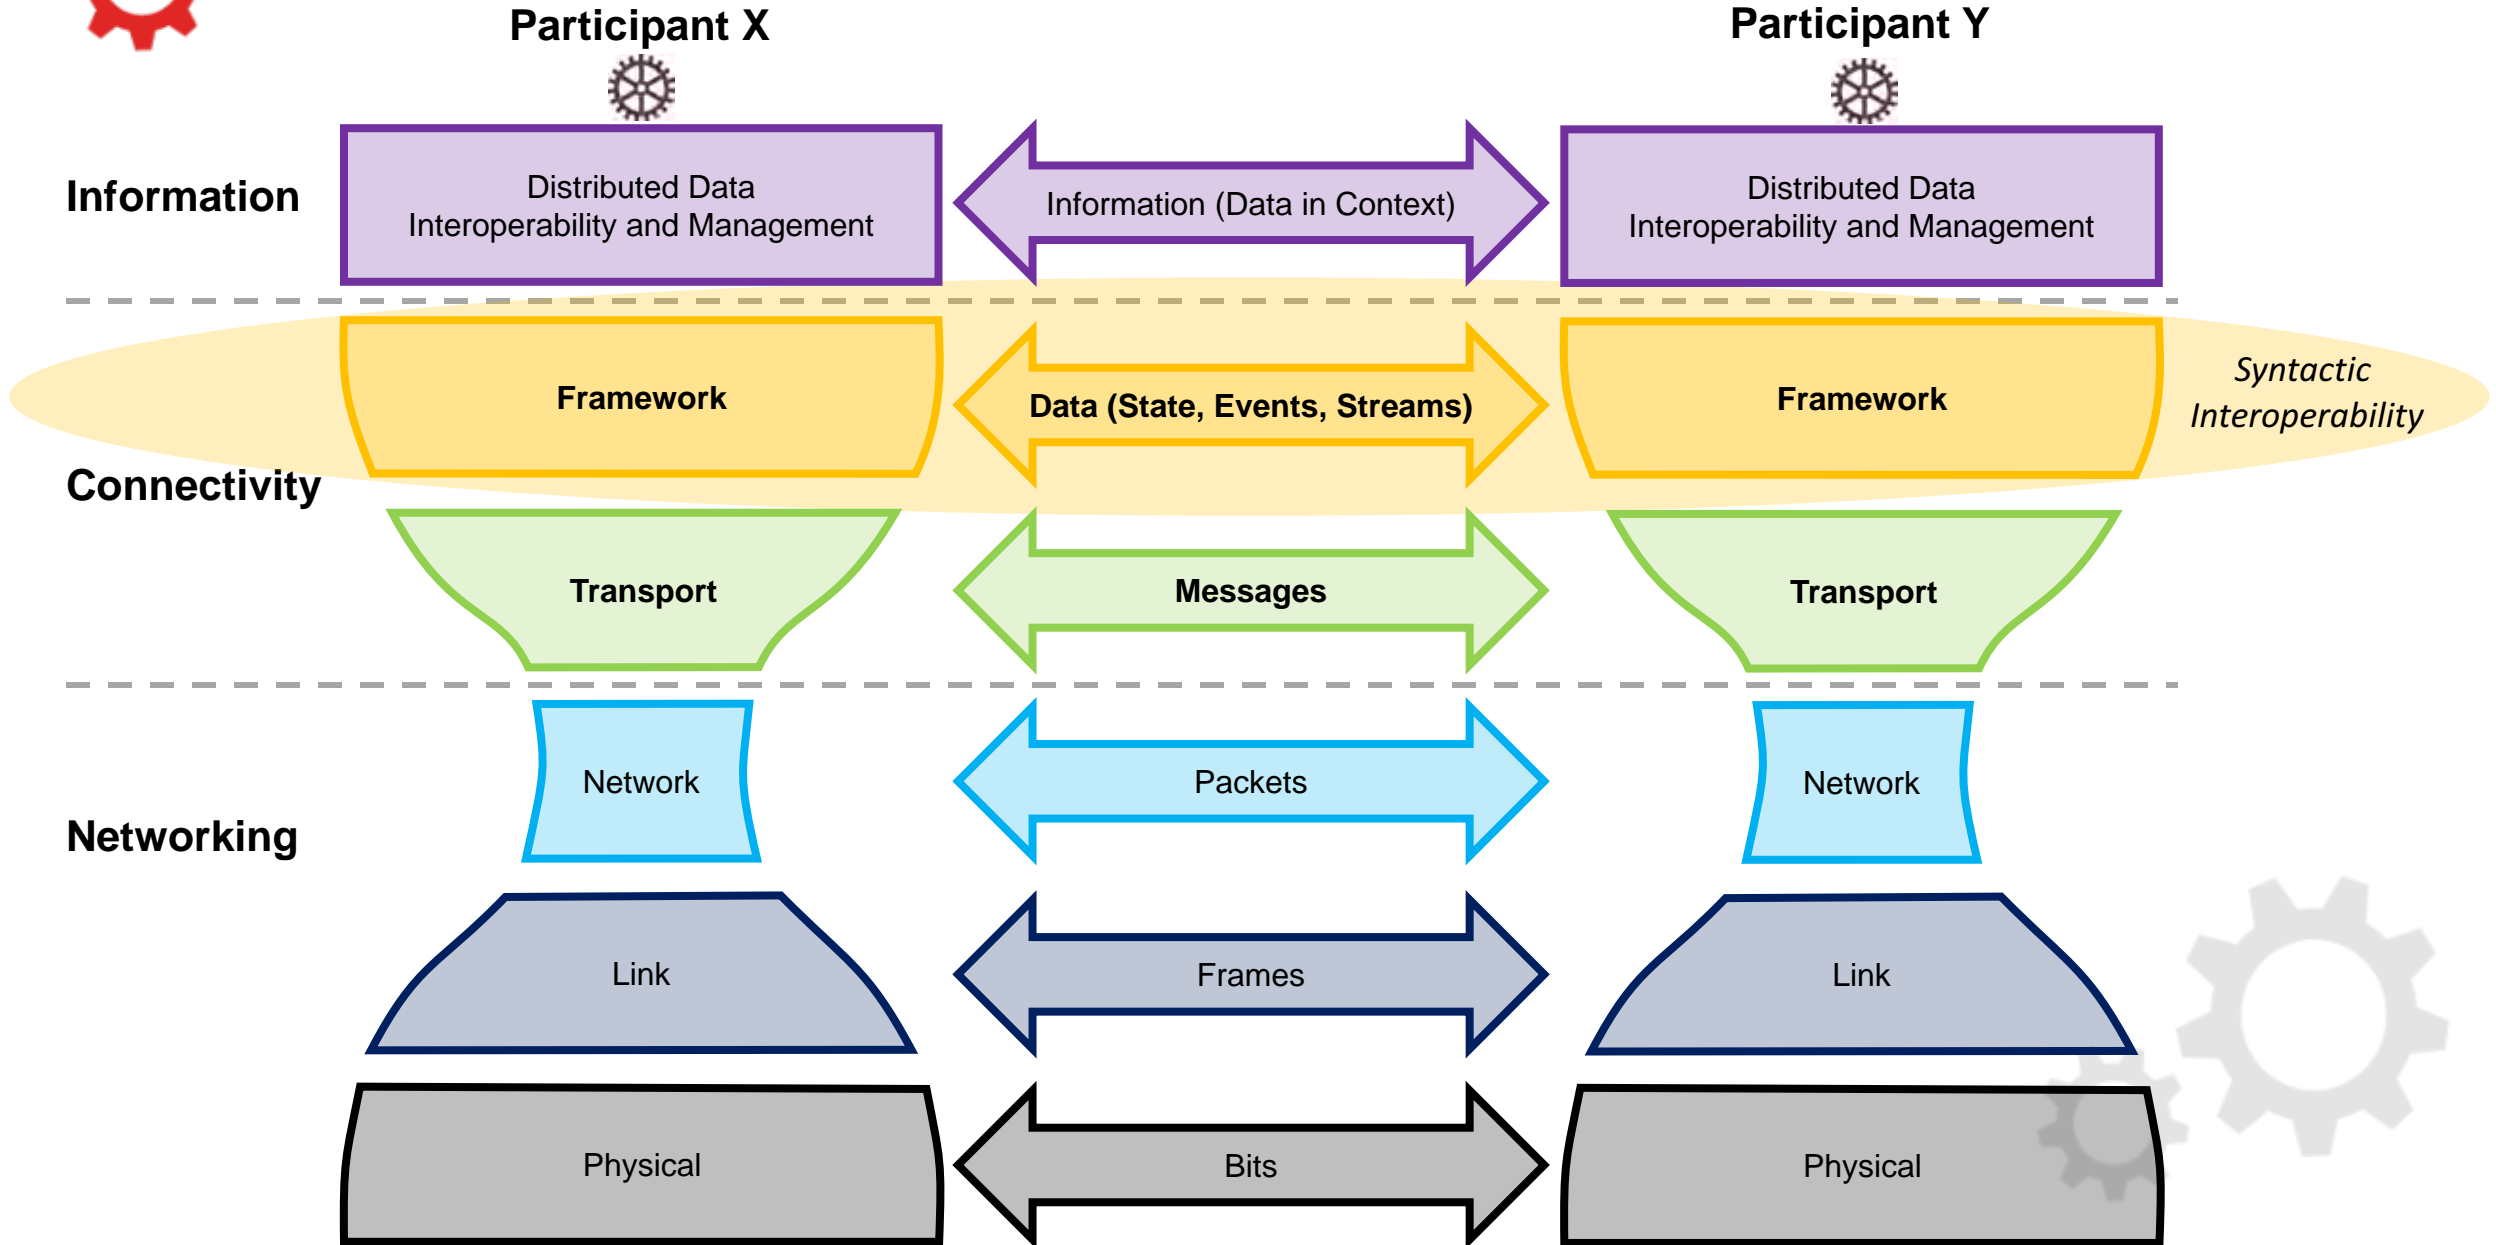 Participant X
Participant Y
Information
Distributed Data
Interoperability and Management
Information (Data in Context)
Distributed Data
Interoperability and Management
Framework
Data (State, Events, Streams)
Framework
Syntactic
Interoperability
Connectivity
Transport
Messages
Transport
Network
Packets
Network
Networking
Link
Frames
Link
Physical
Bits
Physical